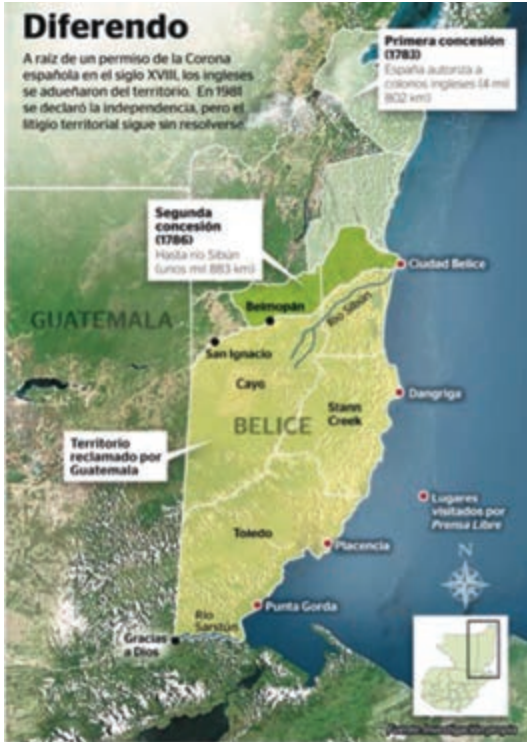 Diferendo
A raíz de un permiso de la Corona
española en el siglo XVIII, los ingleses
se adueñaron del territorio. En 1981
se declaró la independencia, pero el
litigio territorial sigue sin resolverse.
Primera concesión
(1783)
España autoriza a
colonos ingleses (4 mil
802 km)
Segunda
concesión
(1786)
Hasta río Sibún
(unos mil 883 km)
Ciudad Belice
GUATEMALA
Belmopán
Río Sibún
San Ignacio
Cayo
Dangriga
Stann
Creek
BELICE
Territorio
reclamado por
Guatemala
Lugares
visitados por
Prensa Libre
Toledo
Placencia
N
Punta Gorda
Río
Sarstún
Gracias
a Dios